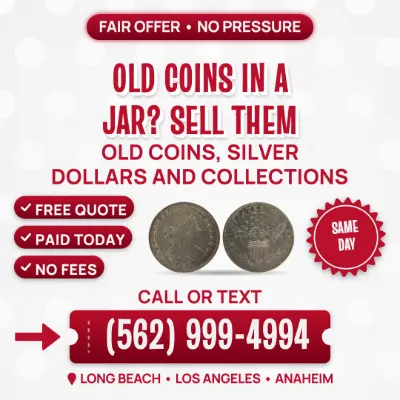 FAIR OFFER • NO PRESSURE
OLD COINS IN A
JAR? SELL THEM
OLD COINS, SILVER
DOLLARS AND COLLECTIONS
FREE QUOTE
PAID TODAY
NO FEES
SAME
DAY
CALL OR TEXT
(562) 999-4994
LONG BEACH • LOS ANGELES • ANAHEIM